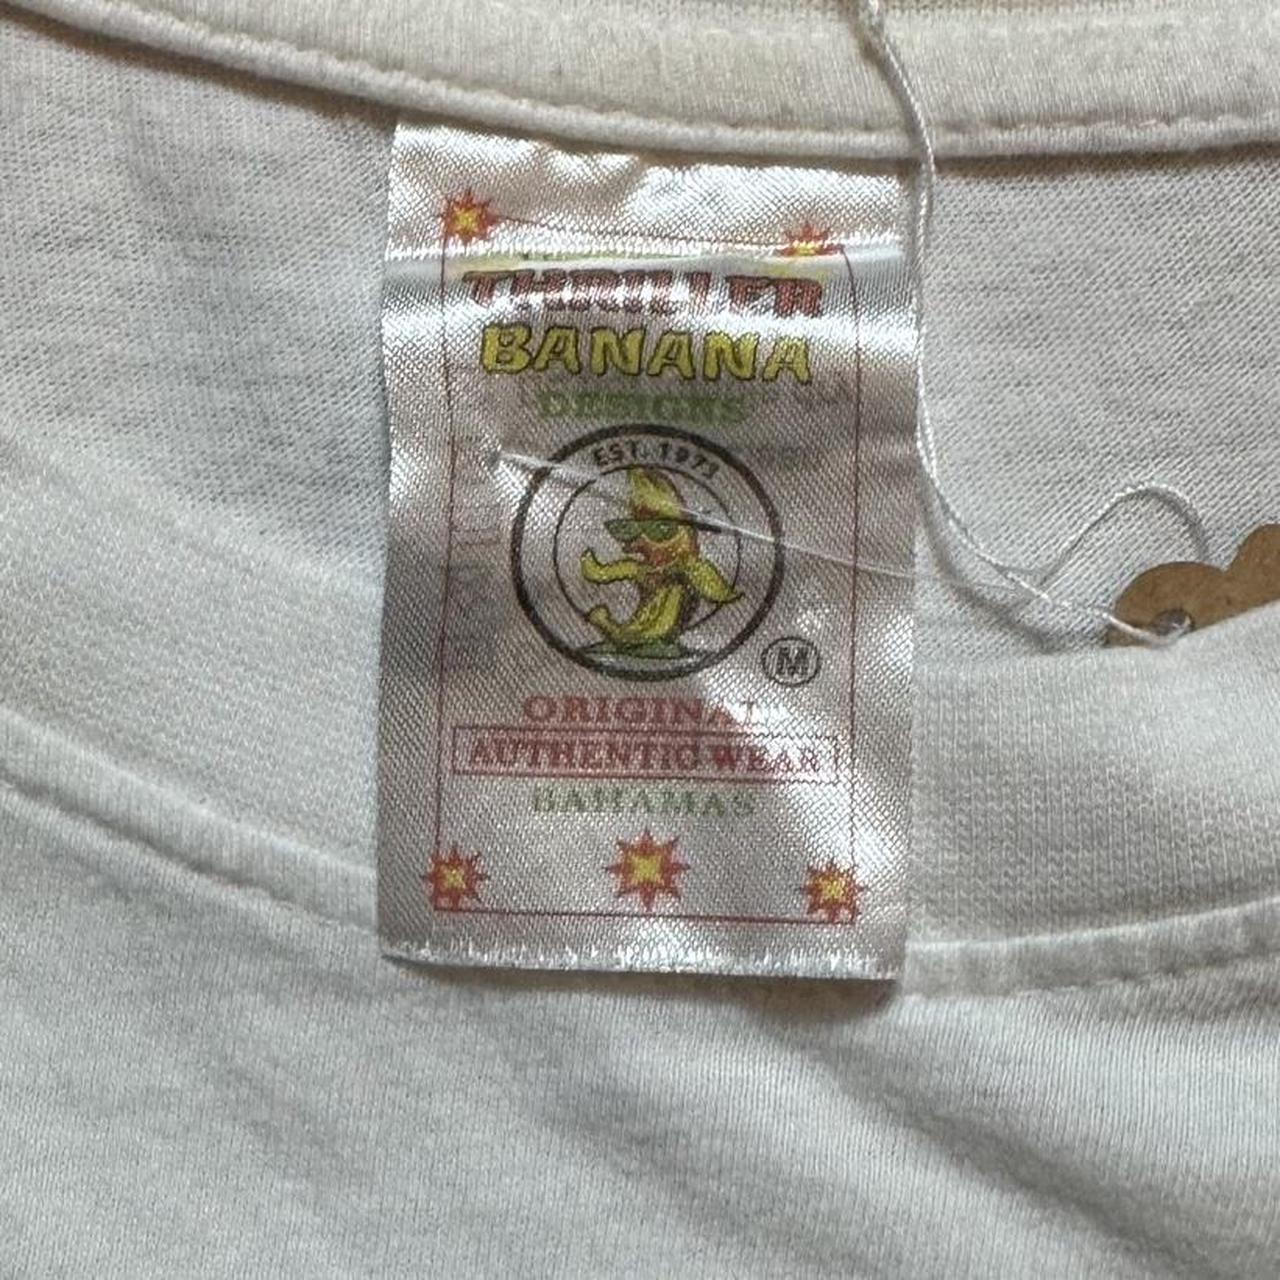 THRILLER
BANANA
DESIGNS
EST. 1973
M
ORIGINAL
AUTHENTIC WEAR
BAHAMAS